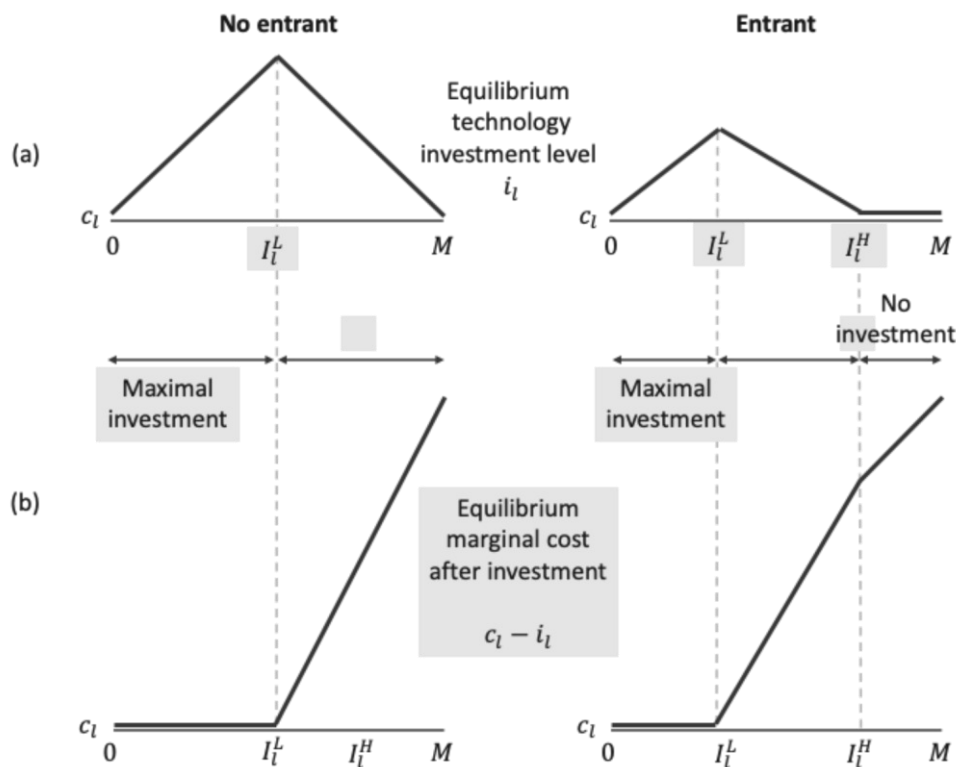 No entrant
Entrant
(a)
Equilibrium
technology
investment level
i_l
c_l
0
I_l^L
M
c_l
0
I_l^L
I_l^H
M
No
investment
Maximal
investment
Maximal
investment
(b)
Equilibrium
marginal cost
after investment
c_l − i_l
c_l
0
I_l^L
I_l^H
M
c_l
0
I_l^L
I_l^H
M